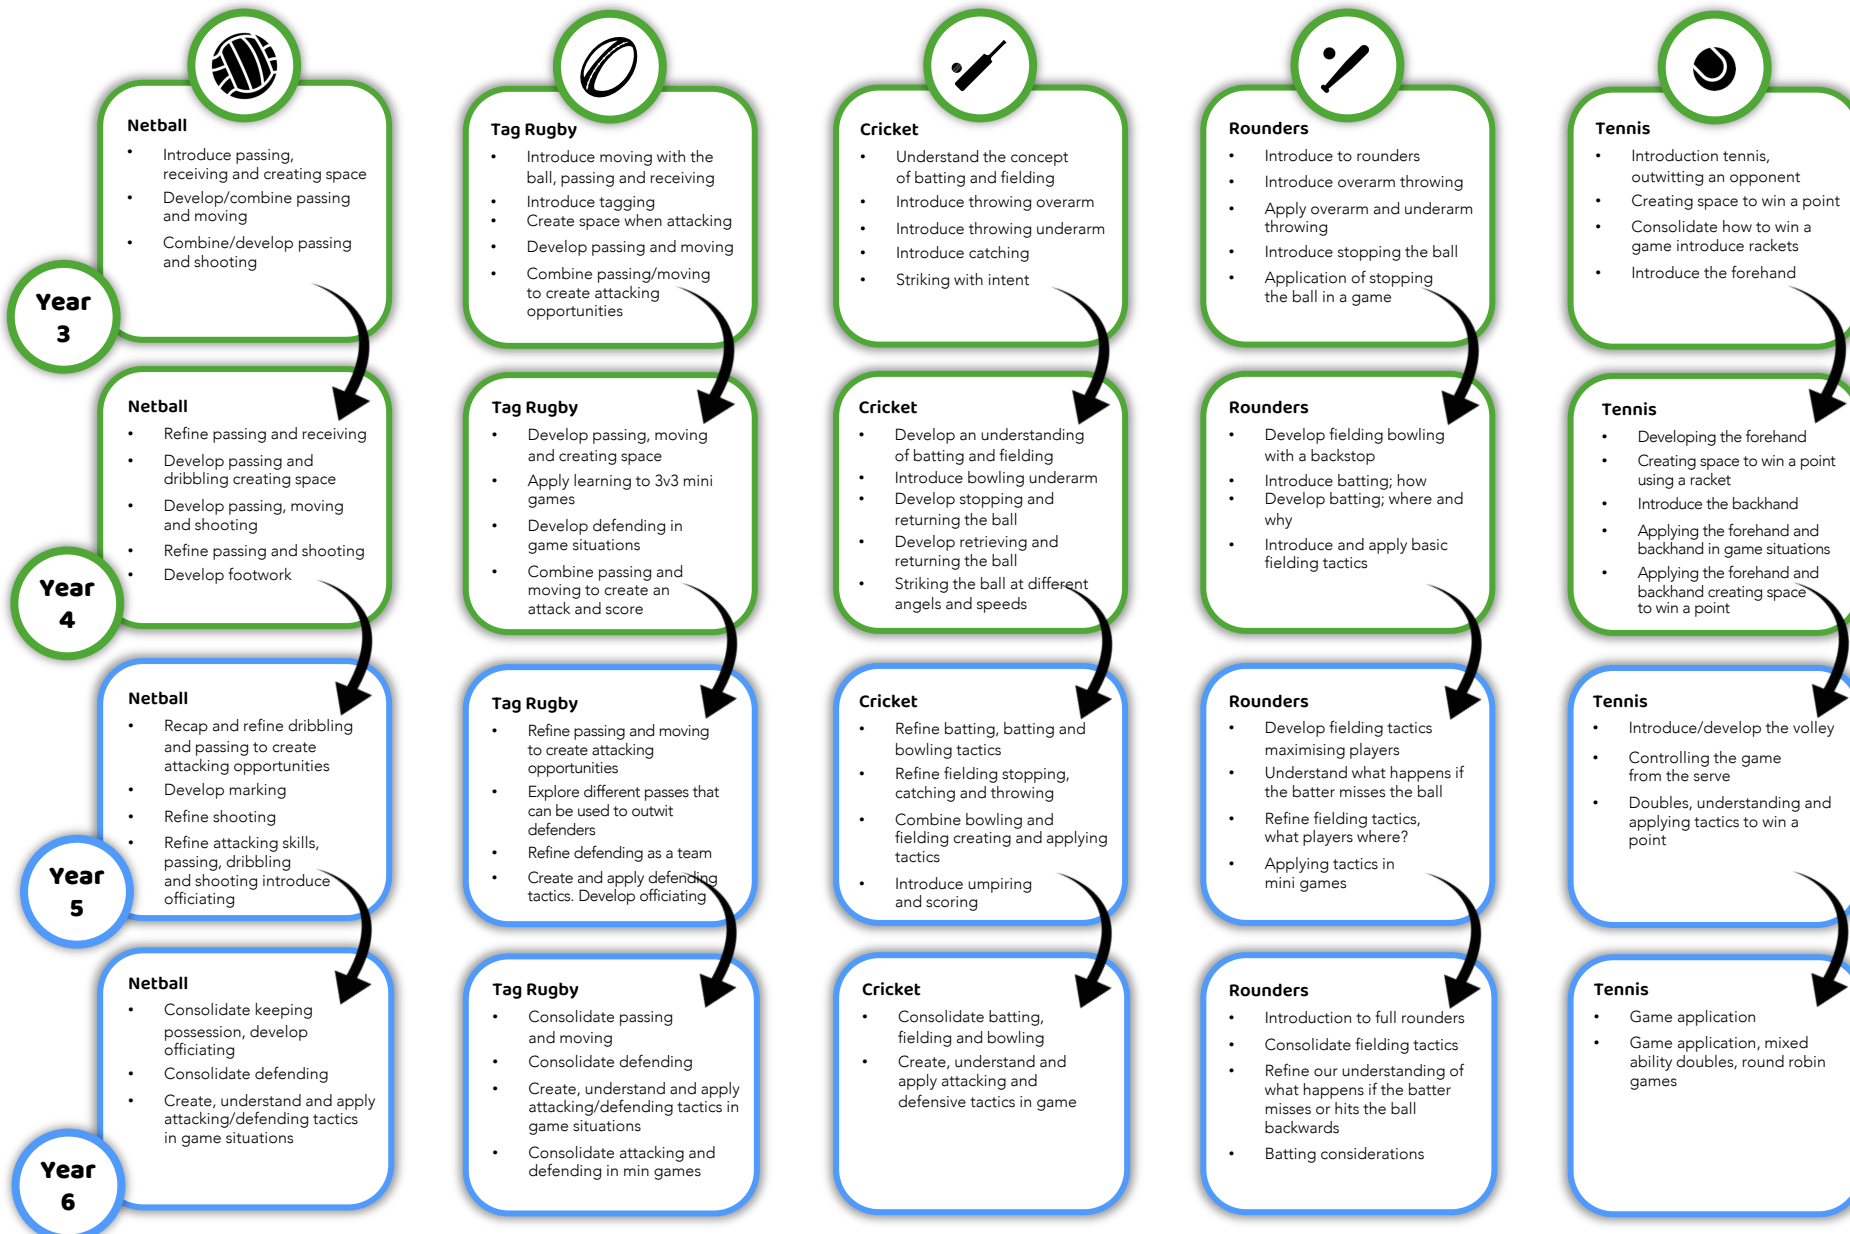 Netball
• Introduce passing,
receiving and creating space
• Develop/combine passing
and moving
• Combine/develop passing
and shooting
Tag Rugby
• Introduce moving with the
ball, passing and receiving
• Introduce tagging
• Create space when attacking
• Develop passing and moving
• Combine passing/moving
to create attacking
opportunities
Cricket
• Understand the concept
of batting and fielding
• Introduce throwing overarm
• Introduce throwing underarm
• Introduce catching
• Striking with intent
Rounders
• Introduce to rounders
• Introduce overarm throwing
• Apply overarm and underarm
throwing
• Introduce stopping the ball
• Application of stopping
the ball in a game
Tennis
• Introduction tennis,
outwitting an opponent
• Creating space to win a point
• Consolidate how to win a
game introduce rackets
• Introduce the forehand
Year
3
Netball
• Refine passing and receiving
• Develop passing and
dribbling creating space
• Develop passing, moving
and shooting
• Refine passing and shooting
• Develop footwork
Tag Rugby
• Develop passing, moving
and creating space
• Apply learning to 3v3 mini
games
• Develop defending in
game situations
• Combine passing and
moving to create an
attack and score
Cricket
• Develop an understanding
of batting and fielding
• Introduce bowling underarm
• Develop stopping and
returning the ball
• Develop retrieving and
returning the ball
• Striking the ball at different
angels and speeds
Rounders
• Develop fielding bowling
with a backstop
• Introduce batting; how
• Develop batting; where and
why
• Introduce and apply basic
fielding tactics
Tennis
• Developing the forehand
• Creating space to win a point
using a racket
• Introduce the backhand
• Applying the forehand and
backhand in game situations
• Applying the forehand and
backhand creating space
to win a point
Year
4
Netball
• Recap and refine dribbling
and passing to create
attacking opportunities
• Develop marking
• Refine shooting
• Refine attacking skills,
passing, dribbling
and shooting introduce
officiating
Tag Rugby
• Refine passing and moving
to create attacking
opportunities
• Explore different passes that
can be used to outwit
defenders
• Refine defending as a team
• Create and apply defending
tactics. Develop officiating
Cricket
• Refine batting, batting and
bowling tactics
• Refine fielding stopping,
catching and throwing
• Combine bowling and
fielding creating and applying
tactics
• Introduce umpiring
and scoring
Rounders
• Develop fielding tactics
maximising players
• Understand what happens if
the batter misses the ball
• Refine fielding tactics,
what players where?
• Applying tactics in
mini games
Tennis
• Introduce/develop the volley
• Controlling the game
from the serve
• Doubles, understanding and
applying tactics to win a
point
Year
5
Netball
• Consolidate keeping
possession, develop
officiating
• Consolidate defending
• Create, understand and apply
attacking/defending tactics
in game situations
Tag Rugby
• Consolidate passing
and moving
• Consolidate defending
• Create, understand and apply
attacking/defending tactics in
game situations
• Consolidate attacking and
defending in min games
Cricket
• Consolidate batting,
fielding and bowling
• Create, understand and
apply attacking and
defensive tactics in game
Rounders
• Introduction to full rounders
• Consolidate fielding tactics
• Refine our understanding of
what happens if the batter
misses or hits the ball
backwards
• Batting considerations
Tennis
• Game application
• Game application, mixed
ability doubles, round robin
games
Year
6